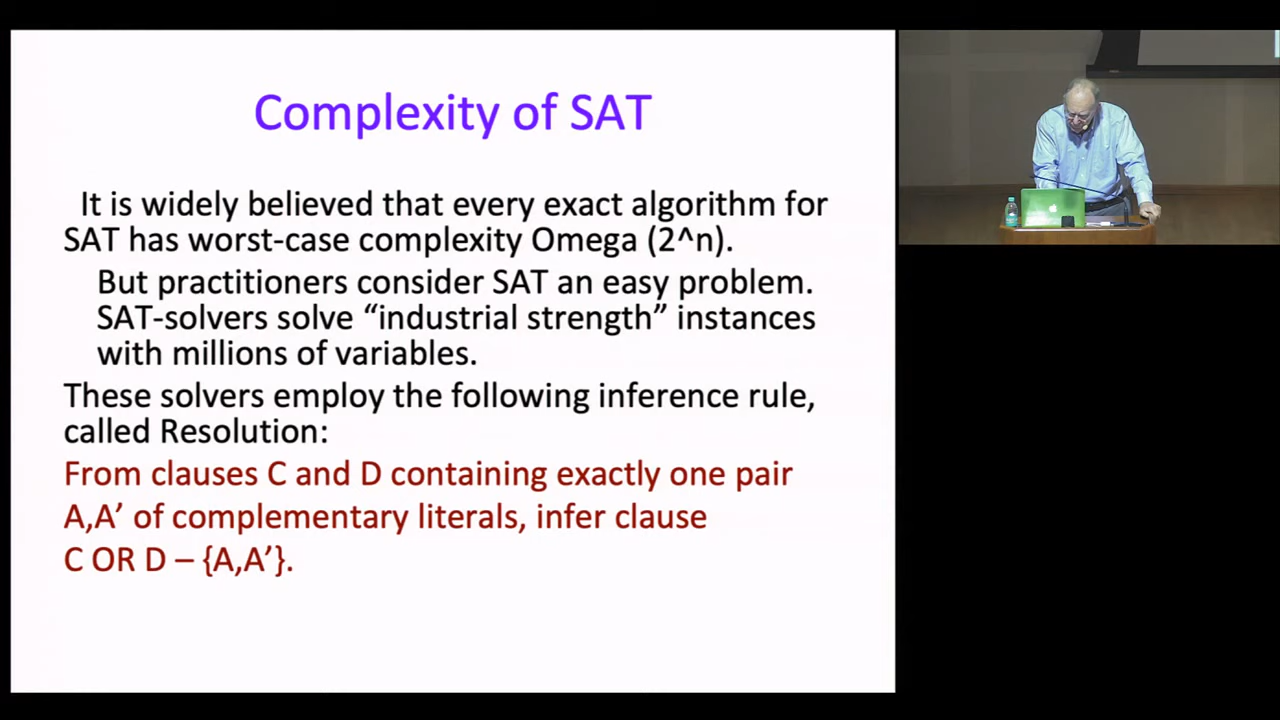 Complexity of SAT
It is widely believed that every exact algorithm for
SAT has worst-case complexity Omega (2^n).
But practitioners consider SAT an easy problem.
SAT-solvers solve “industrial strength” instances
with millions of variables.
These solvers employ the following inference rule,
called Resolution:
From clauses C and D containing exactly one pair
A,A’ of complementary literals, infer clause
C OR D – {A,A’}.